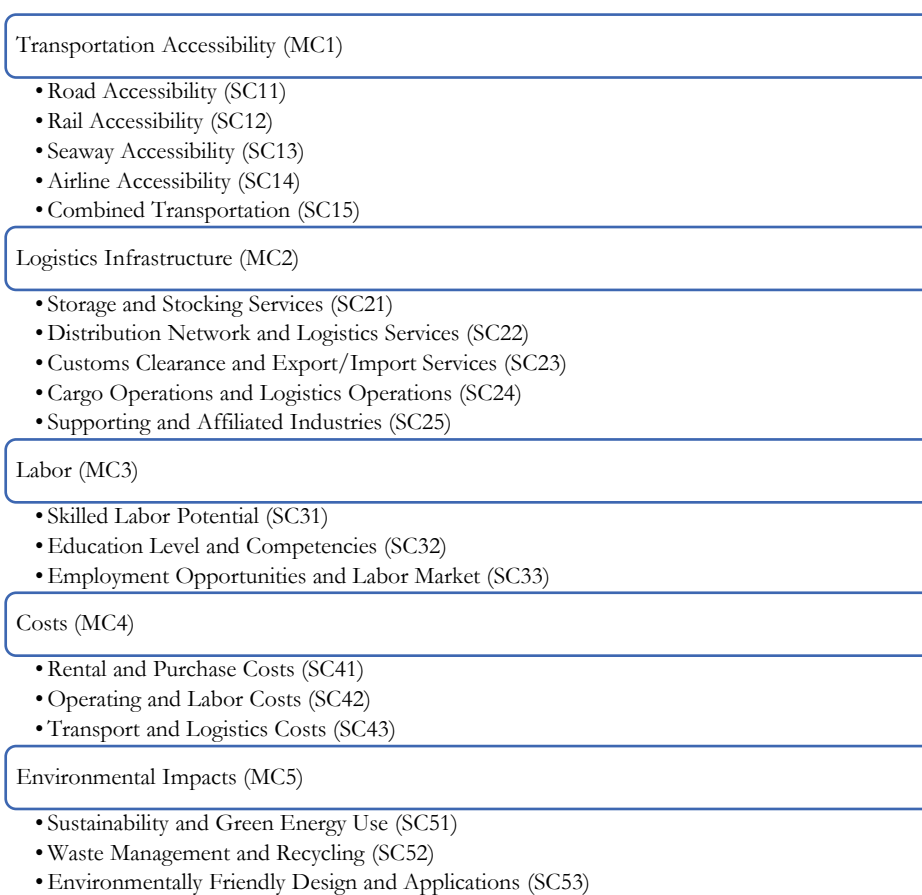 Transportation Accessibility (MC1)
• Road Accessibility (SC11)
• Rail Accessibility (SC12)
• Seaway Accessibility (SC13)
• Airline Accessibility (SC14)
• Combined Transportation (SC15)
Logistics Infrastructure (MC2)
• Storage and Stocking Services (SC21)
• Distribution Network and Logistics Services (SC22)
• Customs Clearance and Export/Import Services (SC23)
• Cargo Operations and Logistics Operations (SC24)
• Supporting and Affiliated Industries (SC25)
Labor (MC3)
• Skilled Labor Potential (SC31)
• Education Level and Competencies (SC32)
• Employment Opportunities and Labor Market (SC33)
Costs (MC4)
• Rental and Purchase Costs (SC41)
• Operating and Labor Costs (SC42)
• Transport and Logistics Costs (SC43)
Environmental Impacts (MC5)
• Sustainability and Green Energy Use (SC51)
• Waste Management and Recycling (SC52)
• Environmentally Friendly Design and Applications (SC53)